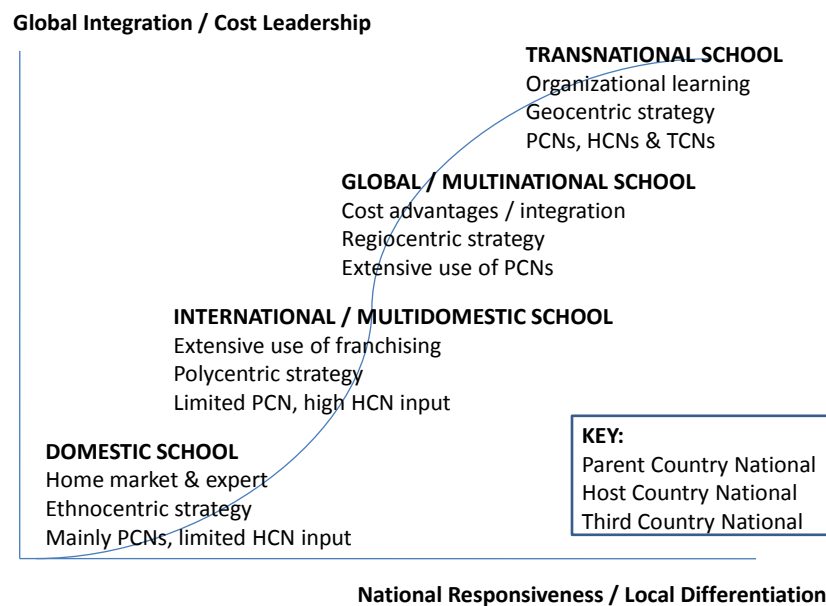 Global Integration / Cost Leadership
TRANSNATIONAL SCHOOL
Organizational learning
Geocentric strategy
PCNs, HCNs & TCNs
GLOBAL / MULTINATIONAL SCHOOL
Cost advantages / integration
Regiocentric strategy
Extensive use of PCNs
INTERNATIONAL / MULTIDOMESTIC SCHOOL
Extensive use of franchising
Polycentric strategy
Limited PCN, high HCN input
DOMESTIC SCHOOL
Home market & expert
Ethnocentric strategy
Mainly PCNs, limited HCN input
KEY:
Parent Country National
Host Country National
Third Country National
National Responsiveness / Local Differentiation